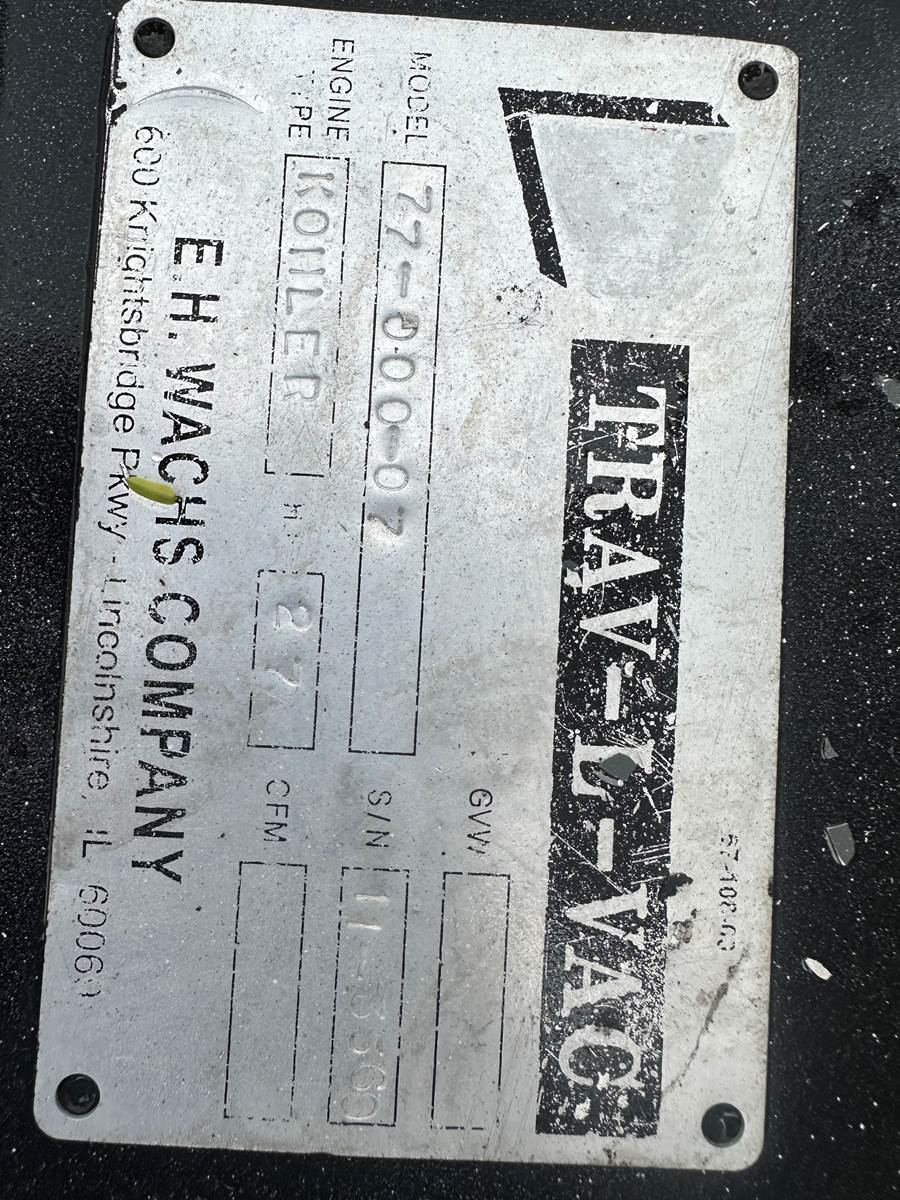 TRAV-L-VAC
GVW
MODEL 77-000-07 S/N
ENGINE TYPE KOHLER HP 27 CFM
E.H. WACHS COMPANY
600 Knightsbridge Pkwy - Lincolnshire, IL 60069